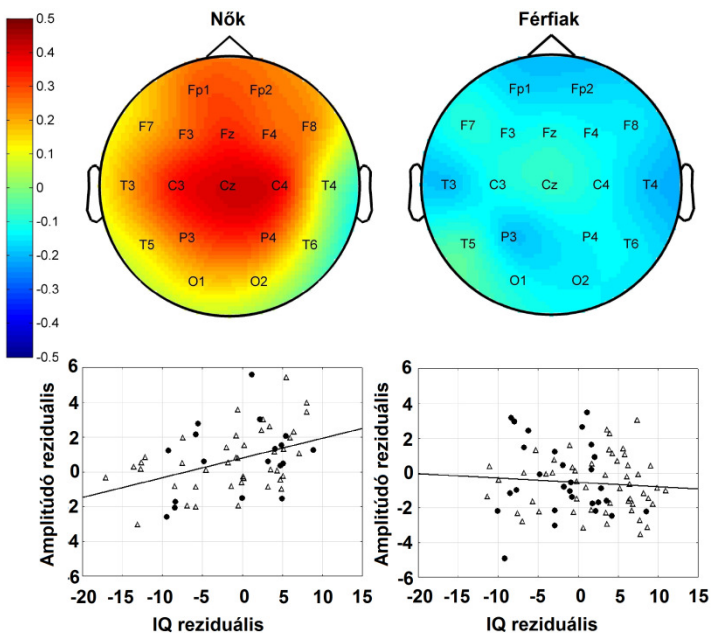 Nők
Férfiak
0.5
0.4
0.3
0.2
0.1
0
-0.1
-0.2
-0.3
-0.4
-0.5
Fp1 Fp2
F7 F3 Fz F4 F8
T3 C3 Cz C4 T4
T5 P3 P4 T6
O1 O2
Fp1 Fp2
F7 F3 Fz F4 F8
T3 C3 Cz C4 T4
T5 P3 P4 T6
O1 O2
Amplitúdó reziduális
6
4
2
0
2
4
6
-20 -15 -10 -5 0 5 10 15
IQ reziduális
Amplitúdó reziduális
6
4
2
0
-2
-4
-6
-20 -15 -10 -5 0 5 10 15
IQ reziduális